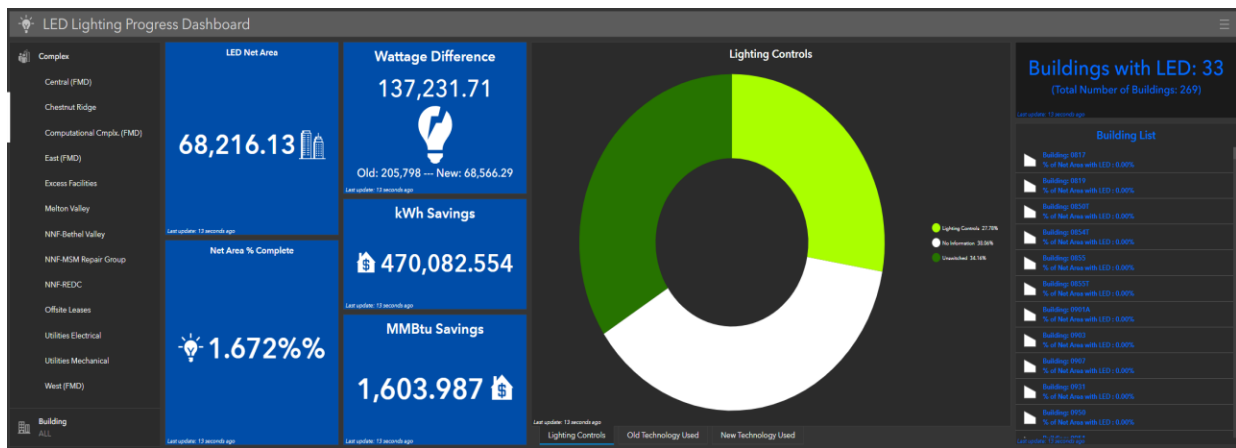 LED Lighting Progress Dashboard
Complex
Central (FMD)
Chestnut Ridge
Computational Cmplx. (FMD)
East (FMD)
Excess Facilities
Melton Valley
NNF-Bethel Valley
NNF-MSM Repair Group
NNF-REDC
Offsite Leases
Utilities Electrical
Utilities Mechanical
West (FMD)
Building
ALL
LED Net Area
68,216.13
Last update: 13 seconds ago
Net Area % Complete
1.672%%
Last update: 13 seconds ago
Wattage Difference
137,231.71
Old: 205,798 --- New: 68,566.29
Last update: 13 seconds ago
kWh Savings
470,082.554
Last update: 13 seconds ago
MMBtu Savings
1,603.987
Last update: 13 seconds ago
Lighting Controls
Lighting Controls 27.78%
No Information 38.06%
Unswitched 34.16%
Last update: 13 seconds ago
Lighting Controls
Old Technology Used
New Technology Used
Buildings with LED: 33
(Total Number of Buildings: 269)
Last update: 13 seconds ago
Building List
Building: 0817
% of Net Area with LED : 0.00%
Building: 0819
% of Net Area with LED : 0.00%
% of Net Area with LED : 0.00%
% of Net Area with LED : 0.00%
Building: 0855
% of Net Area with LED : 0.00%
Building: 0855T
% of Net Area with LED : 0.00%
Building: 0901A
% of Net Area with LED : 0.00%
Building: 0903
% of Net Area with LED : 0.00%
Building: 0907
% of Net Area with LED : 0.00%
Building: 0935
% of Net Area with LED : 0.00%
Building: 0950
% of Net Area with LED : 0.00%
Last update: 13 seconds ago